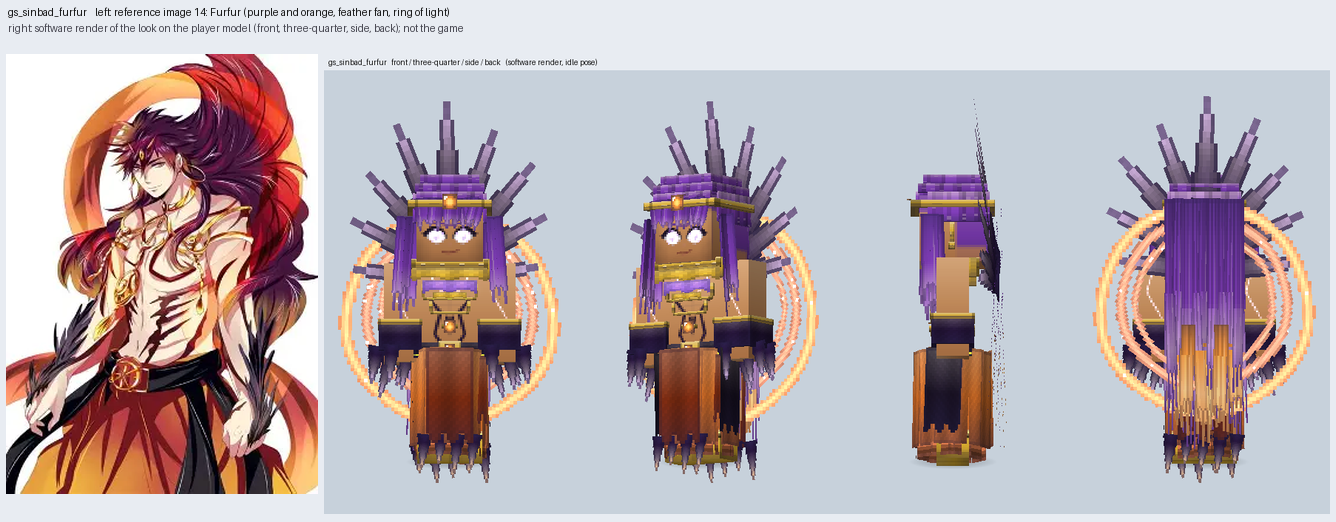 gs_sinbad_furfur left: reference image 14: Furfur (purple and orange, feather fan, ring of light)
right: software render of the look on the player model (front, three-quarter, side, back); not the game
gs_sinbad_furfur front / three-quarter / side / back (software render, idle pose)